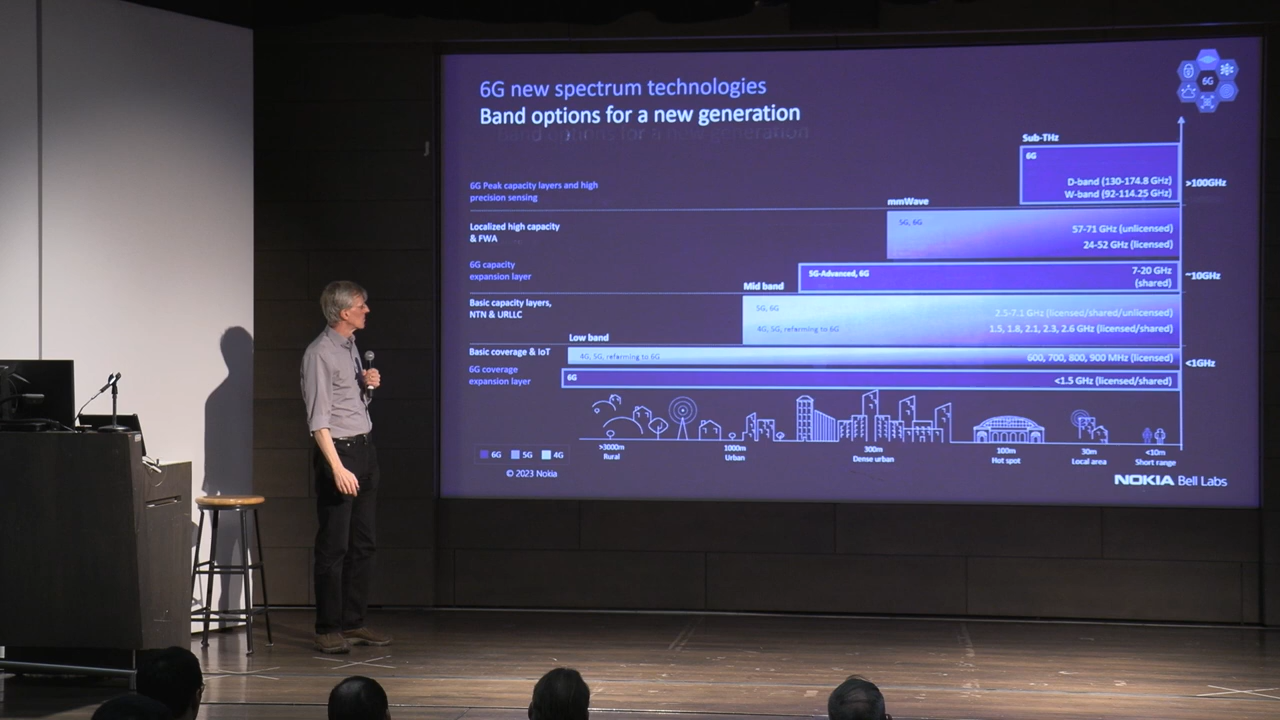 6G new spectrum technologies
Band options for a new generation
6G
Sub-THz
6G
D-band (130-174.8 GHz)
W-band (92-114.25 GHz)
>100GHz
6G Peak capacity layers and high
precision sensing
mmWave
Localized high capacity
& FWA
5G, 6G
57-71 GHz (unlicensed)
24-52 GHz (licensed)
6G capacity
expansion layer
5G-Advanced, 6G
7-20 GHz
(shared)
~10GHz
Mid band
Basic capacity layers,
NTN & URLLC
5G, 6G
2.5-7.1 GHz (licensed/shared/unlicensed)
4G, 5G, refarming to 6G
1.5, 1.8, 2.1, 2.3, 2.6 GHz (licensed/shared)
Low band
Basic coverage & IoT
4G, 5G, refarming to 6G
600, 700, 800, 900 MHz (licensed)
<1GHz
6G coverage
expansion layer
6G
<1.5 GHz (licensed/shared)
>3000m
Rural
1000m
Urban
300m
Dense urban
100m
Hot spot
30m
Local area
<10m
Short range
6G 5G 4G
© 2023 Nokia
NOKIA Bell Labs